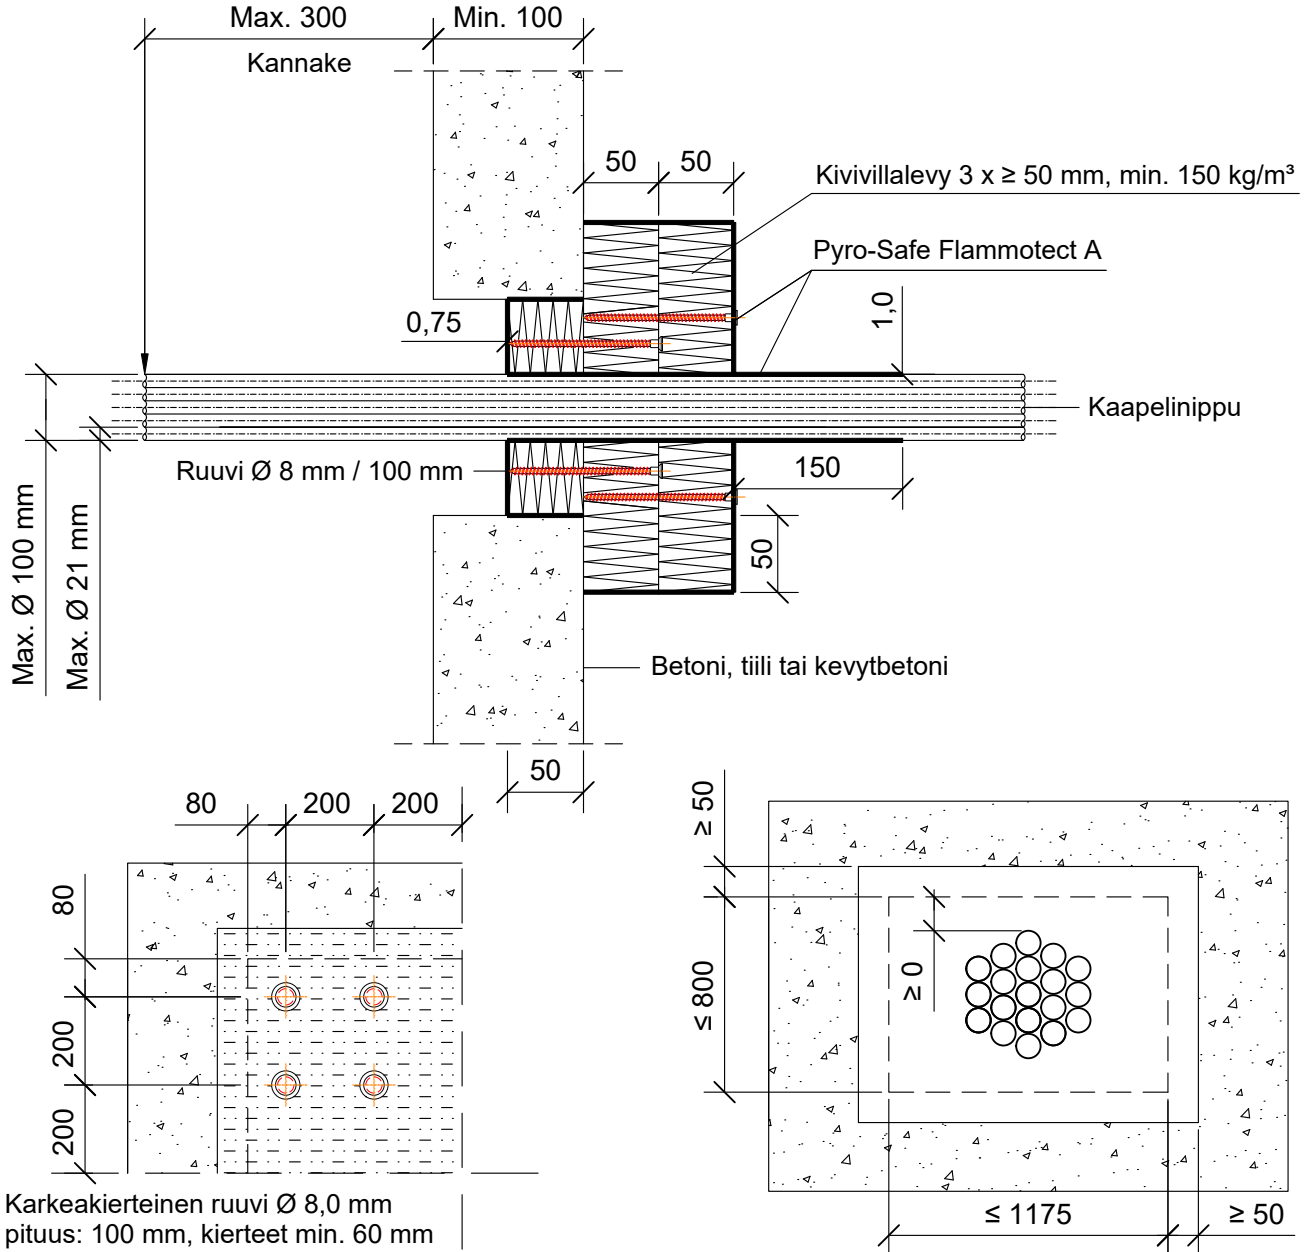 Max. 300
Min. 100
Kannake
50
50
Kivivillalevy 3 x ≥ 50 mm, min. 150 kg/m³
Pyro-Safe Flammotect A
1,0
0,75
Kaapelinippu
Ruuvi Ø 8 mm / 100 mm
150
Max. Ø 100 mm
Max. Ø 21 mm
50
Betoni, tiili tai kevytbetoni
50
80
200
200
80
200
200
Karkeakierteinen ruuvi Ø 8,0 mm
pituus: 100 mm, kierteet min. 60 mm
≥ 50
≤ 800
≥ 0
≤ 1175
≥ 50